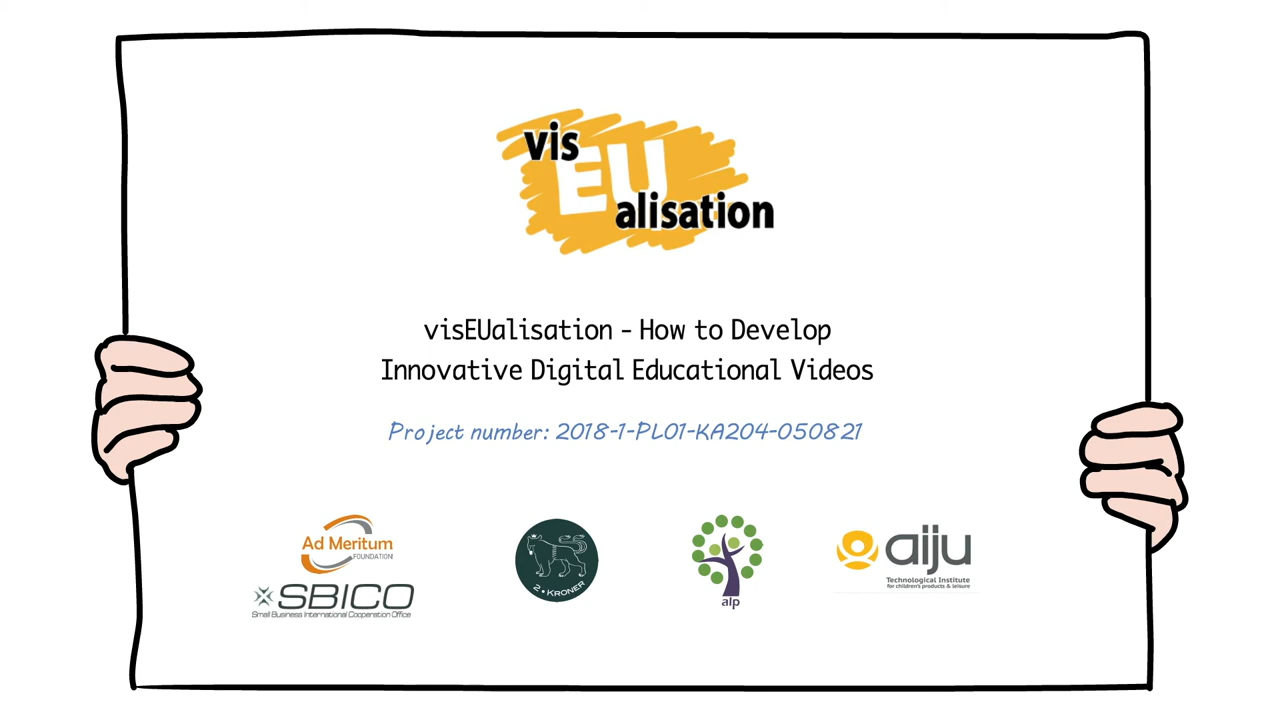 vis
EU
alisation
visEUalisation - How to Develop
Innovative Digital Educational Videos
Project number: 2018-1-PL01-KA204-050821
Ad Meritum
FOUNDATION
SBICO
Small Business International Cooperation Office
2 • KRONER
alp
aiju
Technological Institute
for children's products & leisure